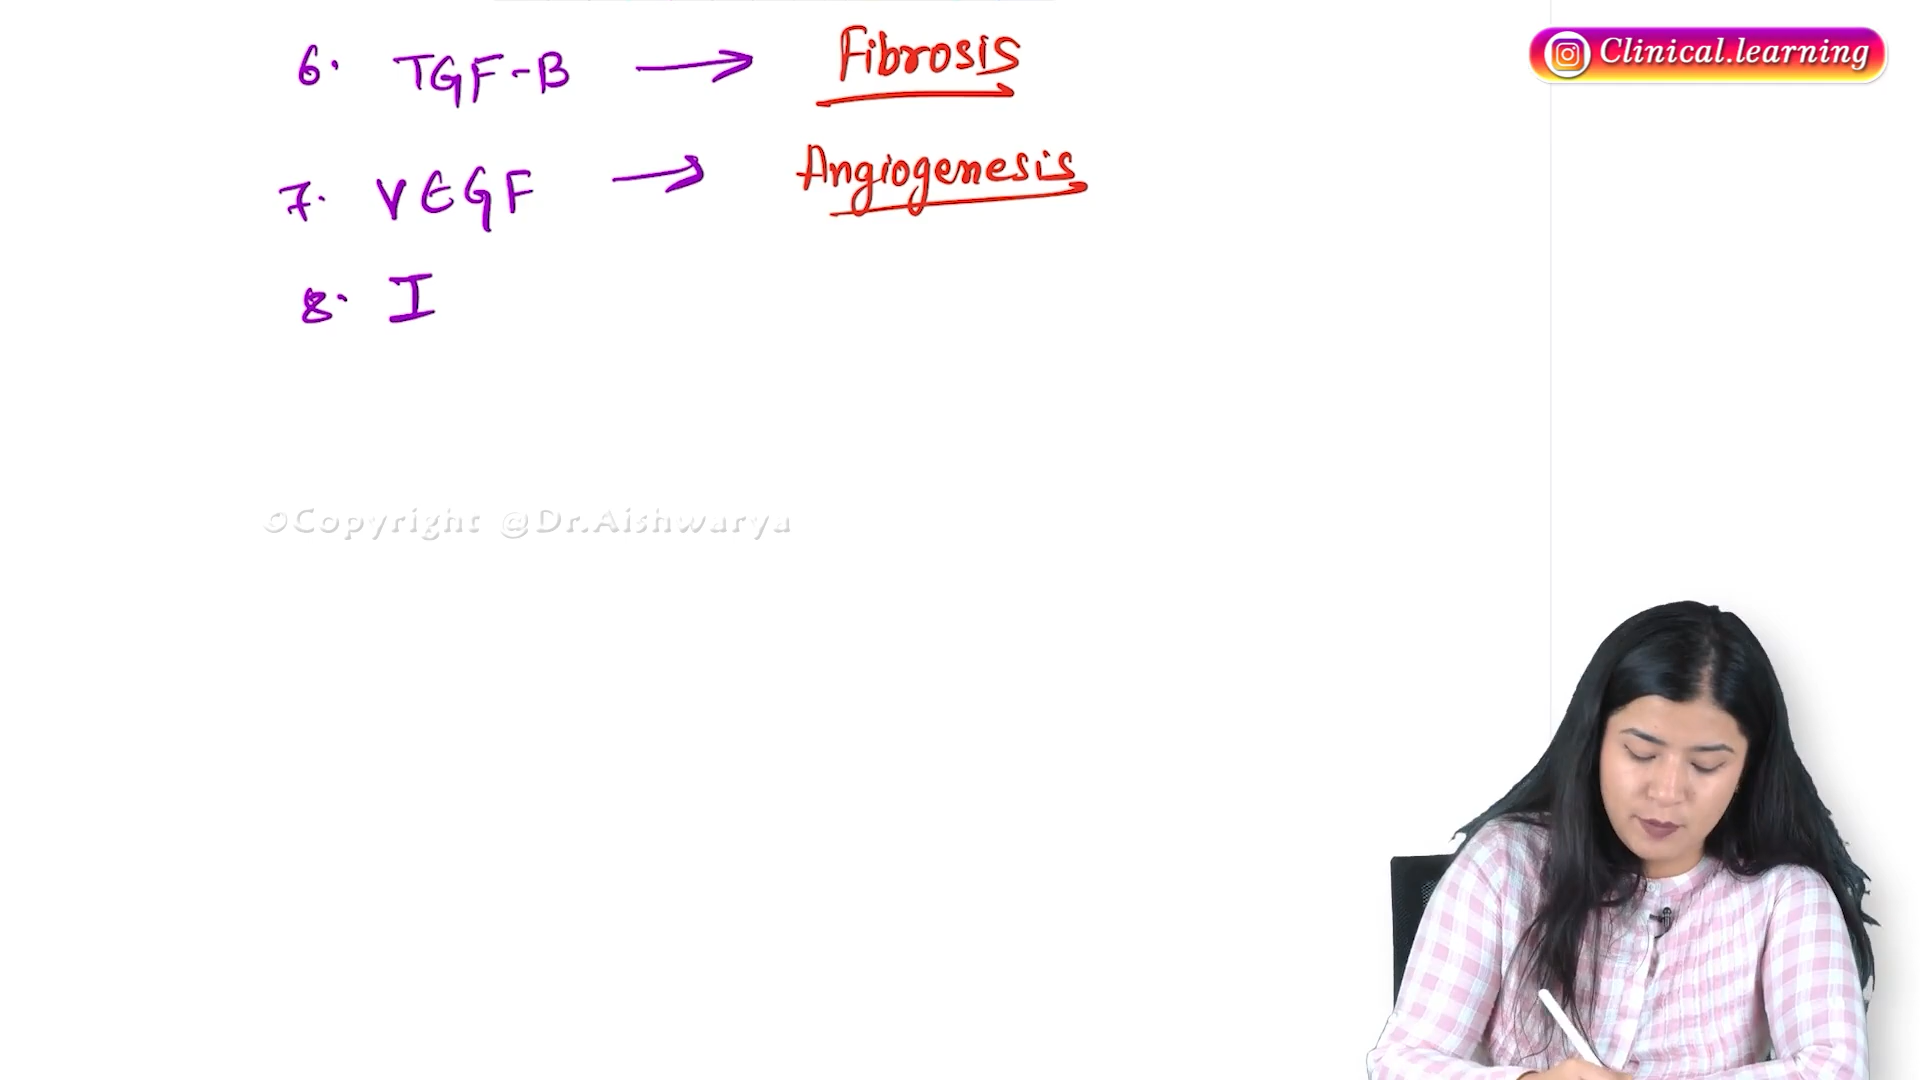 Clinical.learning
6. TGF-B → Fibrosis
7. VEGF → Angiogenesis
8. I
©Copyright @Dr.Aishwarya